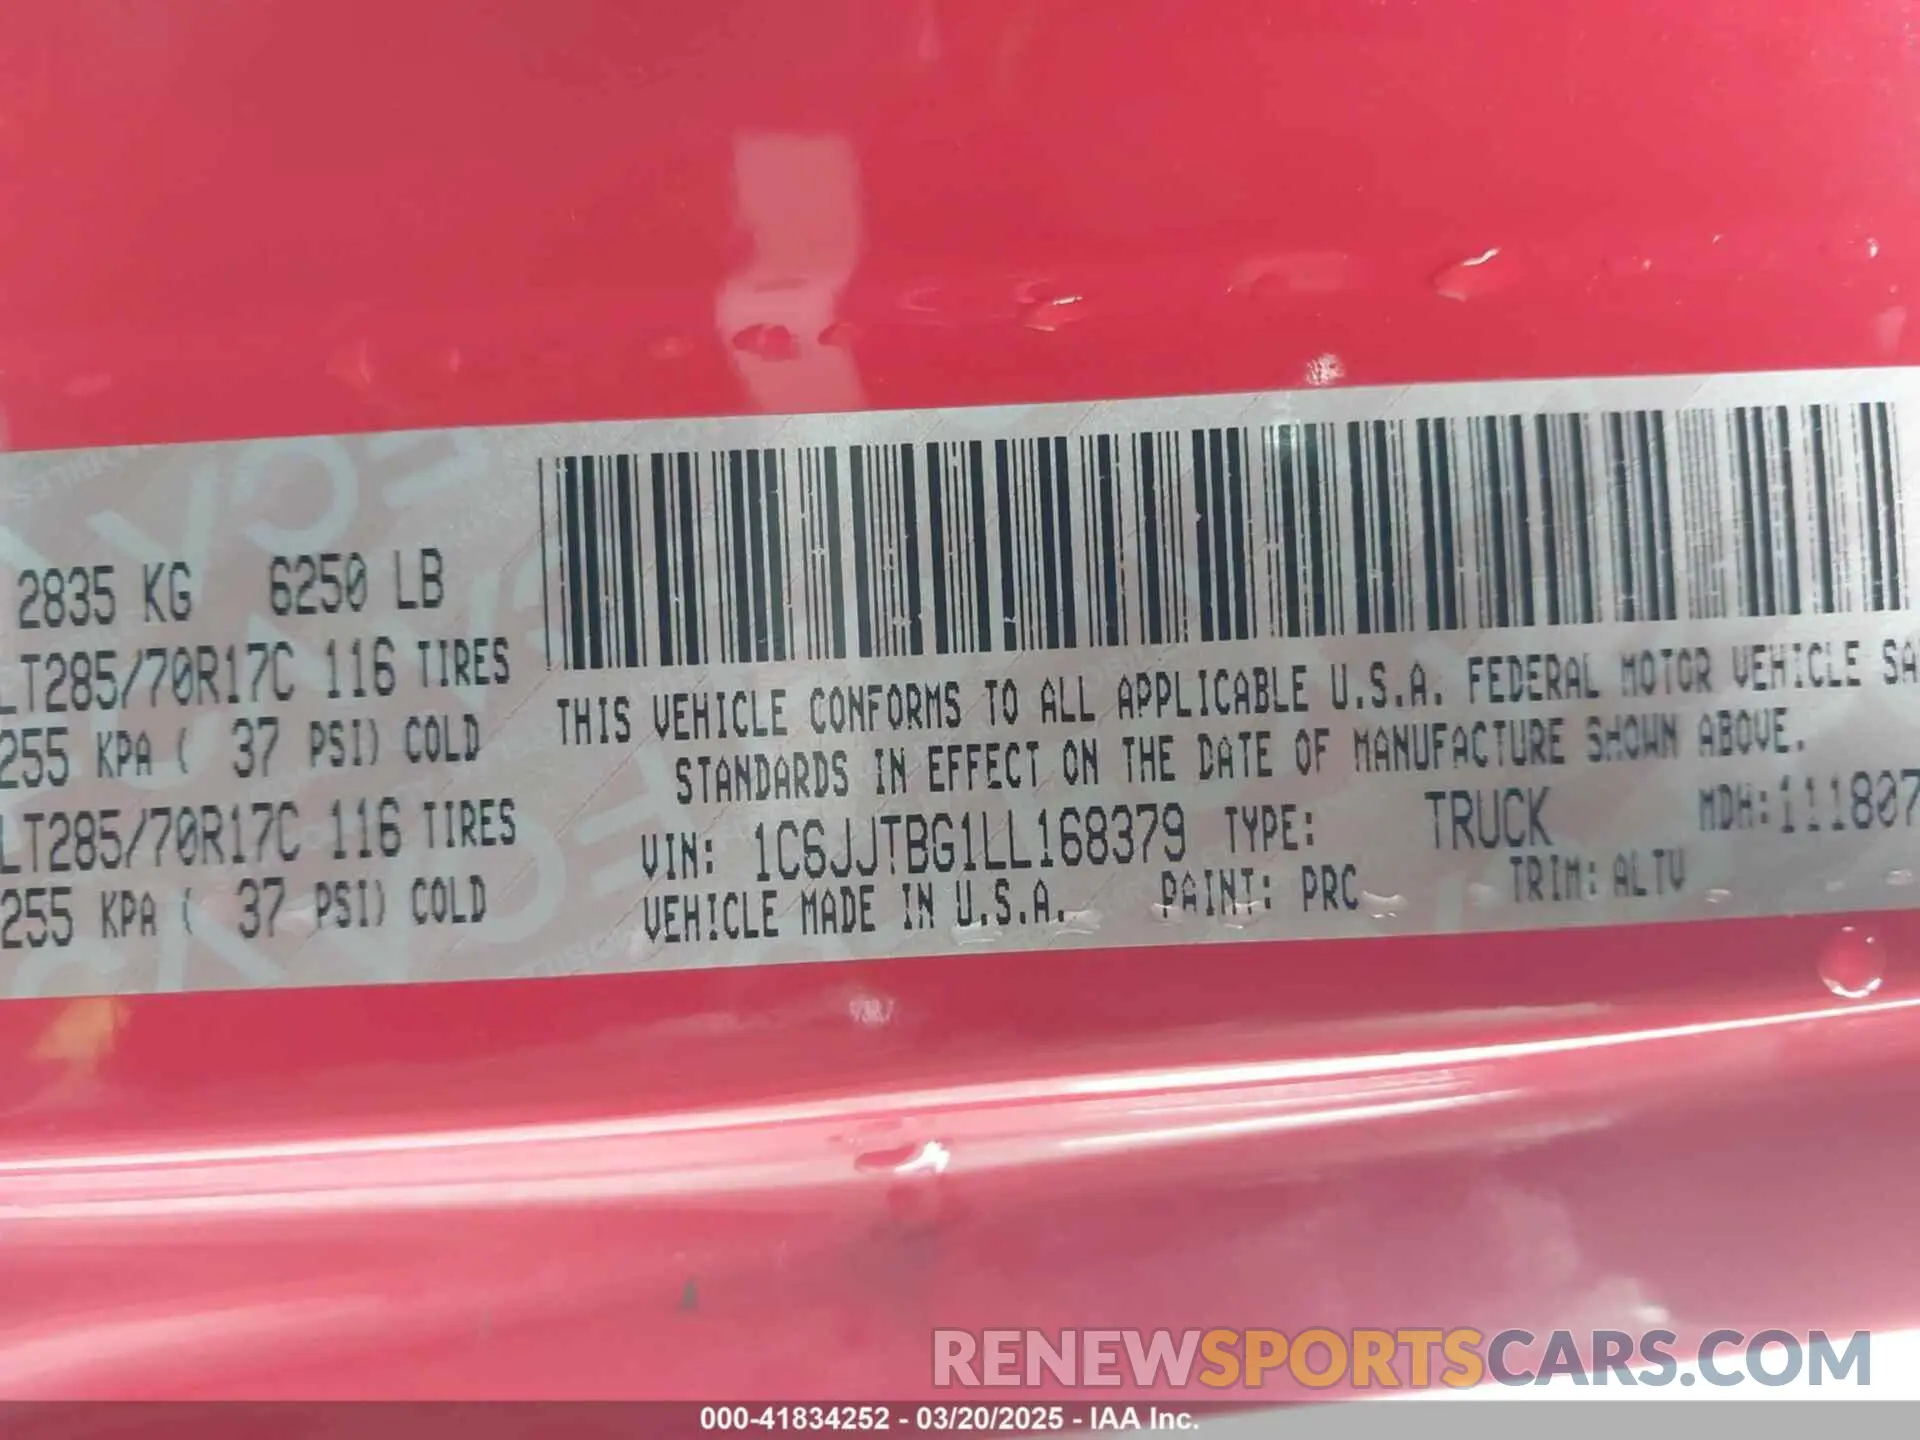 2835 KG 6250 LB
LT285/70R17C 116 TIRES
255 KPA ( 37 PSI) COLD
LT285/70R17C 116 TIRES
255 KPA ( 37 PSI) COLD
THIS VEHICLE CONFORMS TO ALL APPLICABLE U.S.A. FEDERAL MOTOR VEHICLE SA
STANDARDS IN EFFECT ON THE DATE OF MANUFACTURE SHOWN ABOVE.
VIN: 1C6JJTBG1LL168379 TYPE: TRUCK MDH:111807
VEHICLE MADE IN U.S.A. PAINT: PRC TRIM: ALTV
RENEWSPORTSCARS.COM
000-41834252 - 03/20/2025 - IAA Inc.